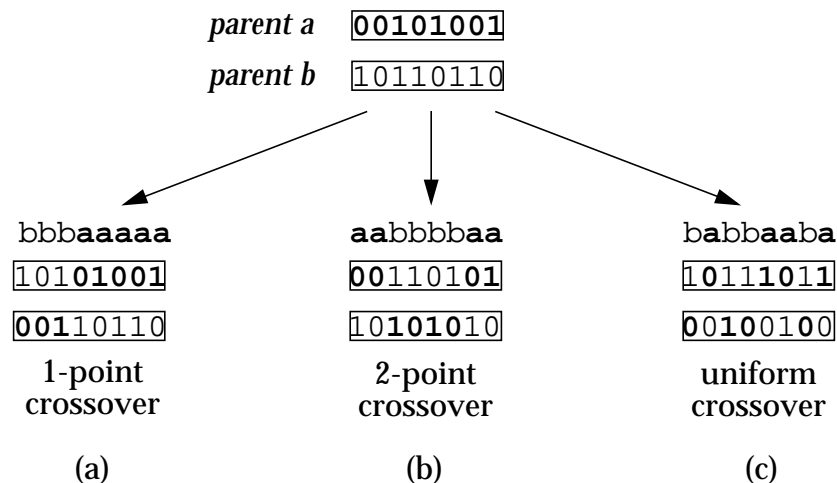 parent a 00101001
parent b 10110110
bbbaaaaa
10101001
00110110
1-point
crossover
(a)
aabbbbaa
00110101
10101010
2-point
crossover
(b)
babbaaba
10111011
00100100
uniform
crossover
(c)